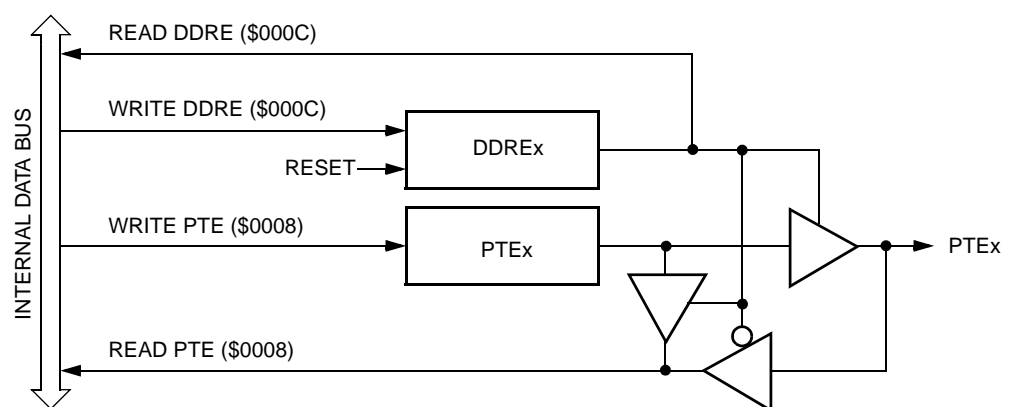 READ DDRE ($000C)
WRITE DDRE ($000C)
DDREx
RESET
WRITE PTE ($0008)
PTEx
PTEx
READ PTE ($0008)
INTERNAL DATA BUS